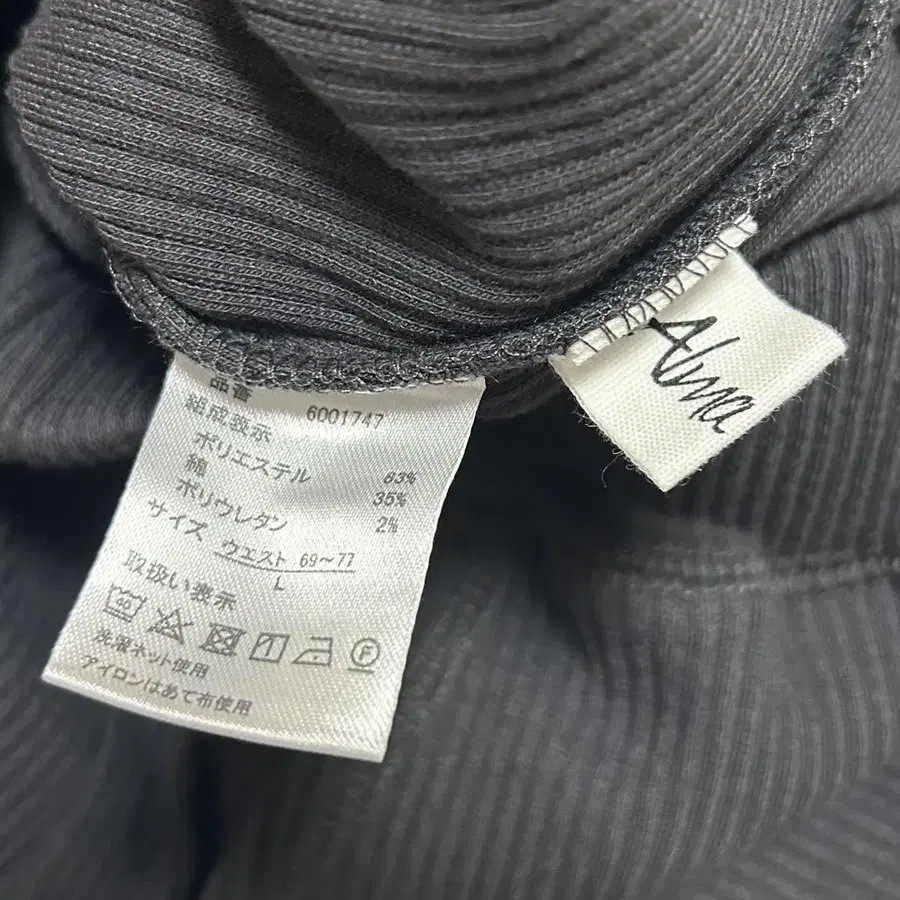 品番 6001747
組成表示
ポリエステル 63%
綿 35%
ポリウレタン 2%
サイズ ウエスト 69~77
L
取扱い表示
40 1 F
洗濯ネット使用
アイロンはあて布使用
Alma